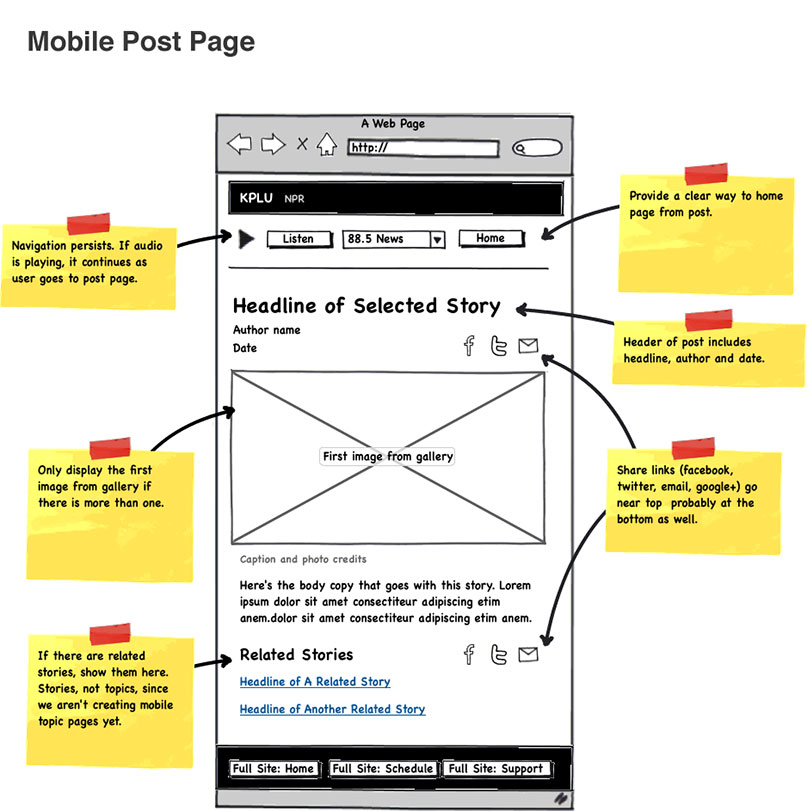 Mobile Post Page
A Web Page
http://
KPLU NPR
Listen
88.5 News
Home
Navigation persists. If audio
is playing, it continues as
user goes to post page.
Provide a clear way to home
page from post.
Headline of Selected Story
Author name
Date
Header of post includes
headline, author and date.
First image from gallery
Only display the first
image from gallery if
there is more than one.
Share links (facebook,
twitter, email, google+) go
near top  probably at the
bottom as well.
Caption and photo credits
Here's the body copy that goes with this story. Lorem
ipsum dolor sit amet consectiteur adipiscing etim
anem.dolor sit amet consectiteur adipiscing etim anem.
If there are related
stories, show them here.
Stories, not topics, since
we aren't creating mobile
topic pages yet.
Related Stories
Headline of A Related Story
Headline of Another Related Story
Full Site: Home
Full Site: Schedule
Full Site: Support